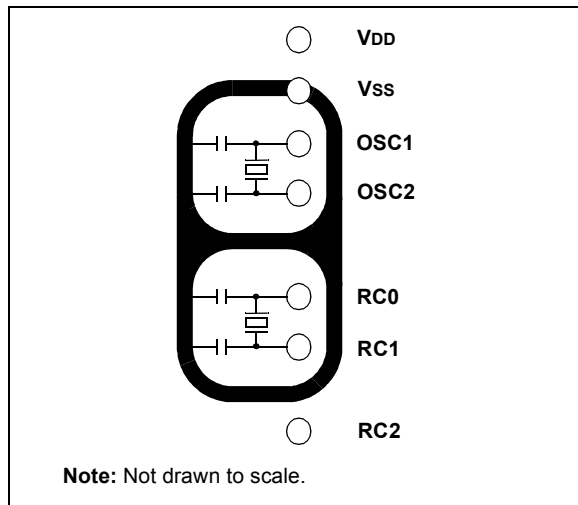 VDD
VSS
OSC1
OSC2
RC0
RC1
RC2
Note: Not drawn to scale.